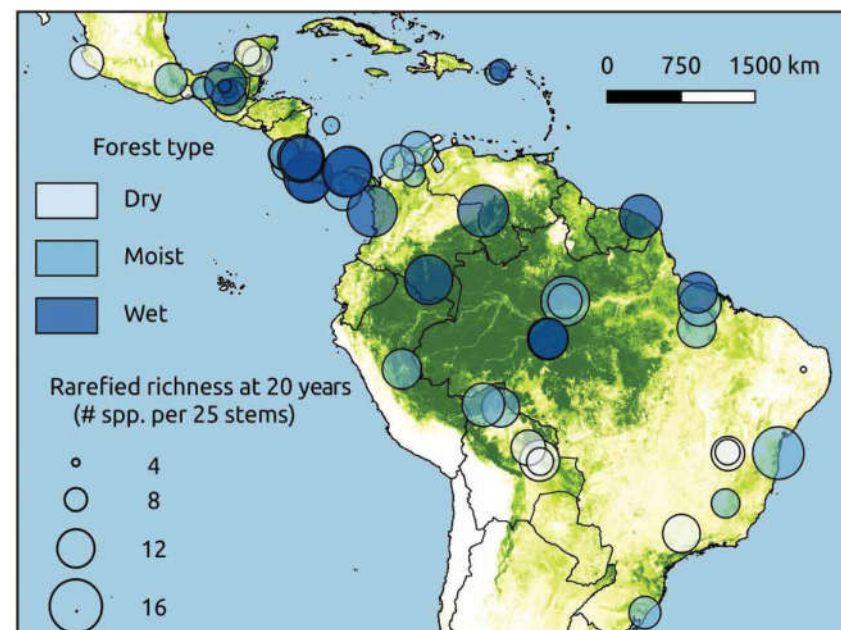 0 750 1500 km
Forest type
Dry
Moist
Wet
Rarefied richness at 20 years
(# spp. per 25 stems)
4
8
12
16